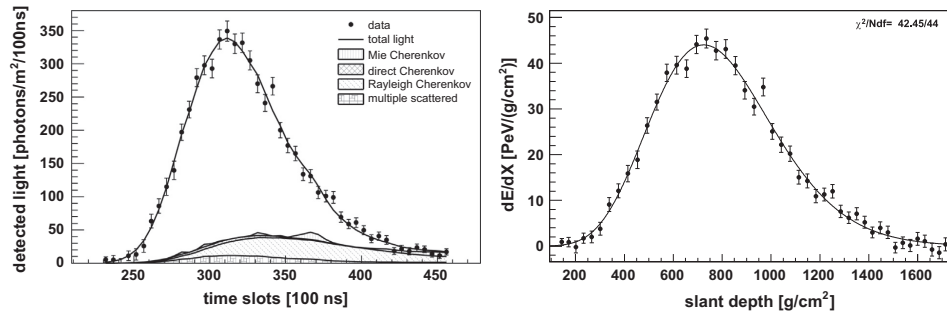 detected light [photons/m²/100ns]
350
300
250
200
150
100
50
0
250
300
350
400
450
time slots [100 ns]
data
total light
Mie Cherenkov
direct Cherenkov
Rayleigh Cherenkov
multiple scattered
dE/dX [PeV/(g/cm²)]
50
40
30
20
10
0
200
400
600
800
1000
1200
1400
1600
slant depth [g/cm²]
χ²/Ndf= 42.45/44